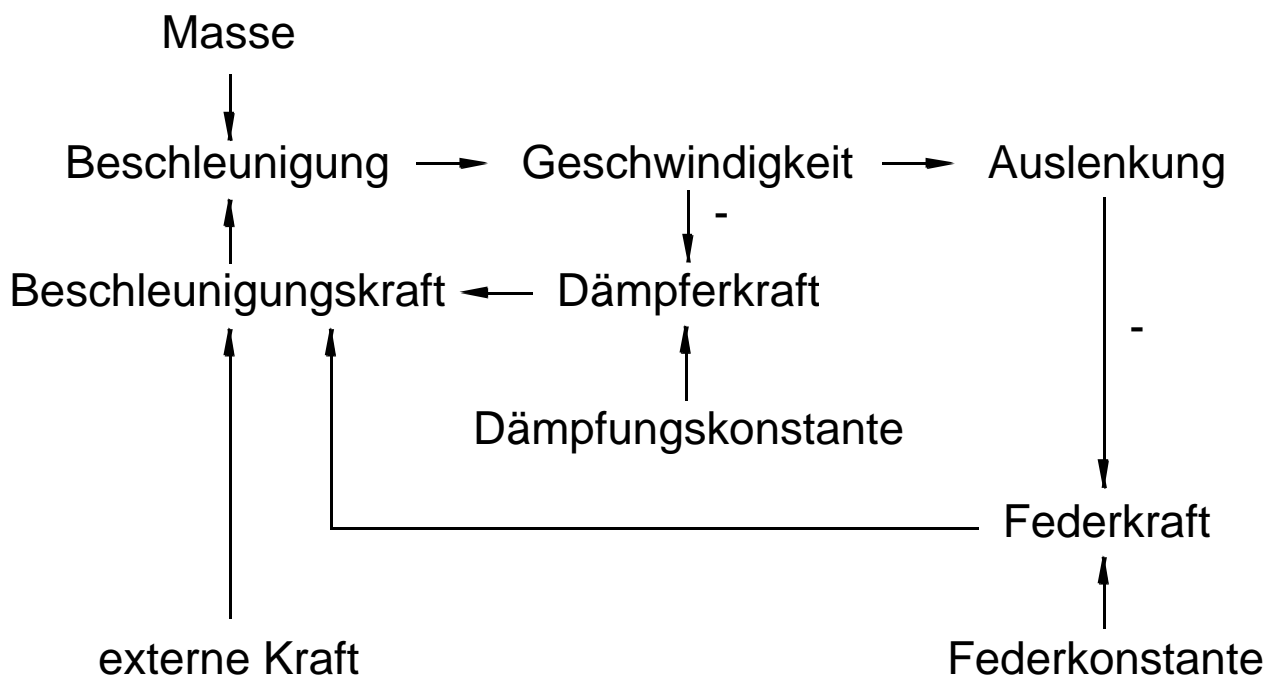 Masse
Beschleunigung
Geschwindigkeit
Auslenkung
-
Beschleunigungskraft
Dämpferkraft
-
Dämpfungskonstante
Federkraft
externe Kraft
Federkonstante